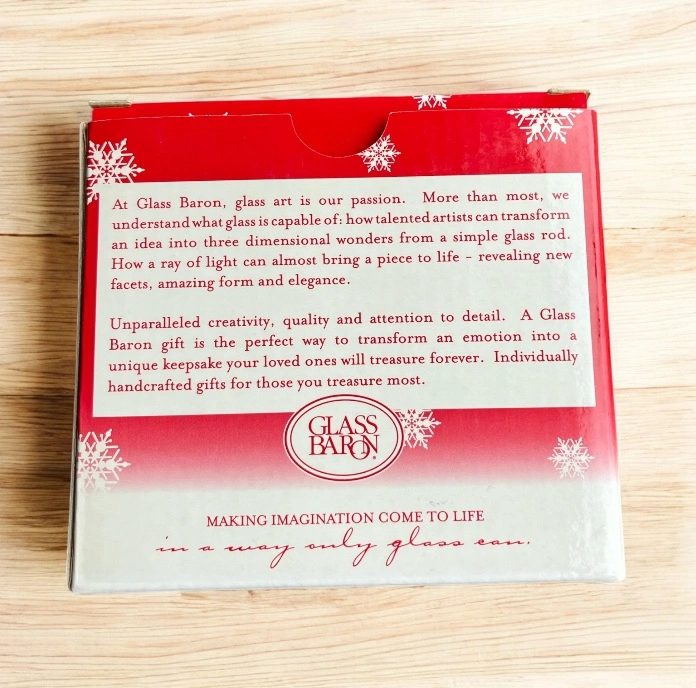 At Glass Baron, glass art is our passion. More than most, we
understand what glass is capable of: how talented artists can transform
an idea into three dimensional wonders from a simple glass rod.
How a ray of light can almost bring a piece to life – revealing new
facets, amazing form and elegance.
Unparalleled creativity, quality and attention to detail. A Glass
Baron gift is the perfect way to transform an emotion into a
unique keepsake your loved ones will treasure forever. Individually
handcrafted gifts for those you treasure most.
GLASS
BARON®
MAKING IMAGINATION COME TO LIFE
in a way only glass can.